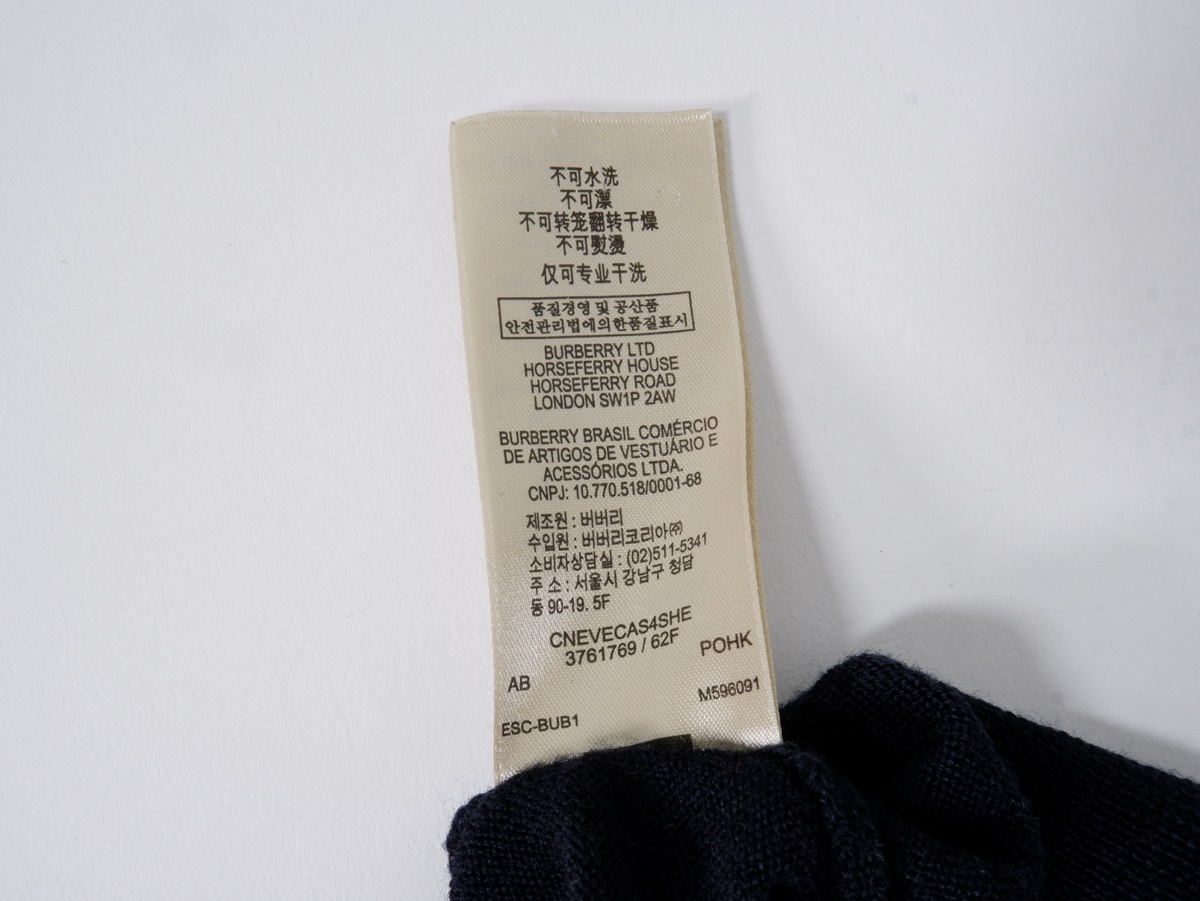 不可水洗
不可漂
不可转笼翻转干燥
不可熨烫
仅可专业干洗
품질경영 및 공산품
안전관리법에의한품질표시
BURBERRY LTD
HORSEFERRY HOUSE
HORSEFERRY ROAD
LONDON SW1P 2AW
BURBERRY BRASIL COMÉRCIO
DE ARTIGOS DE VESTUÁRIO E
ACESSÓRIOS LTDA.
CNPJ: 10.770.518/0001-68
제조원 : 버버리
수입원 : 버버리코리아㈜
소비자상담실 : (02)511-5341
주 소 : 서울시 강남구 청담
동 90-19. 5F
CNEVECAS4SHE
3761769 / 62F
POHK
AB
M596091
ESC-BUB1